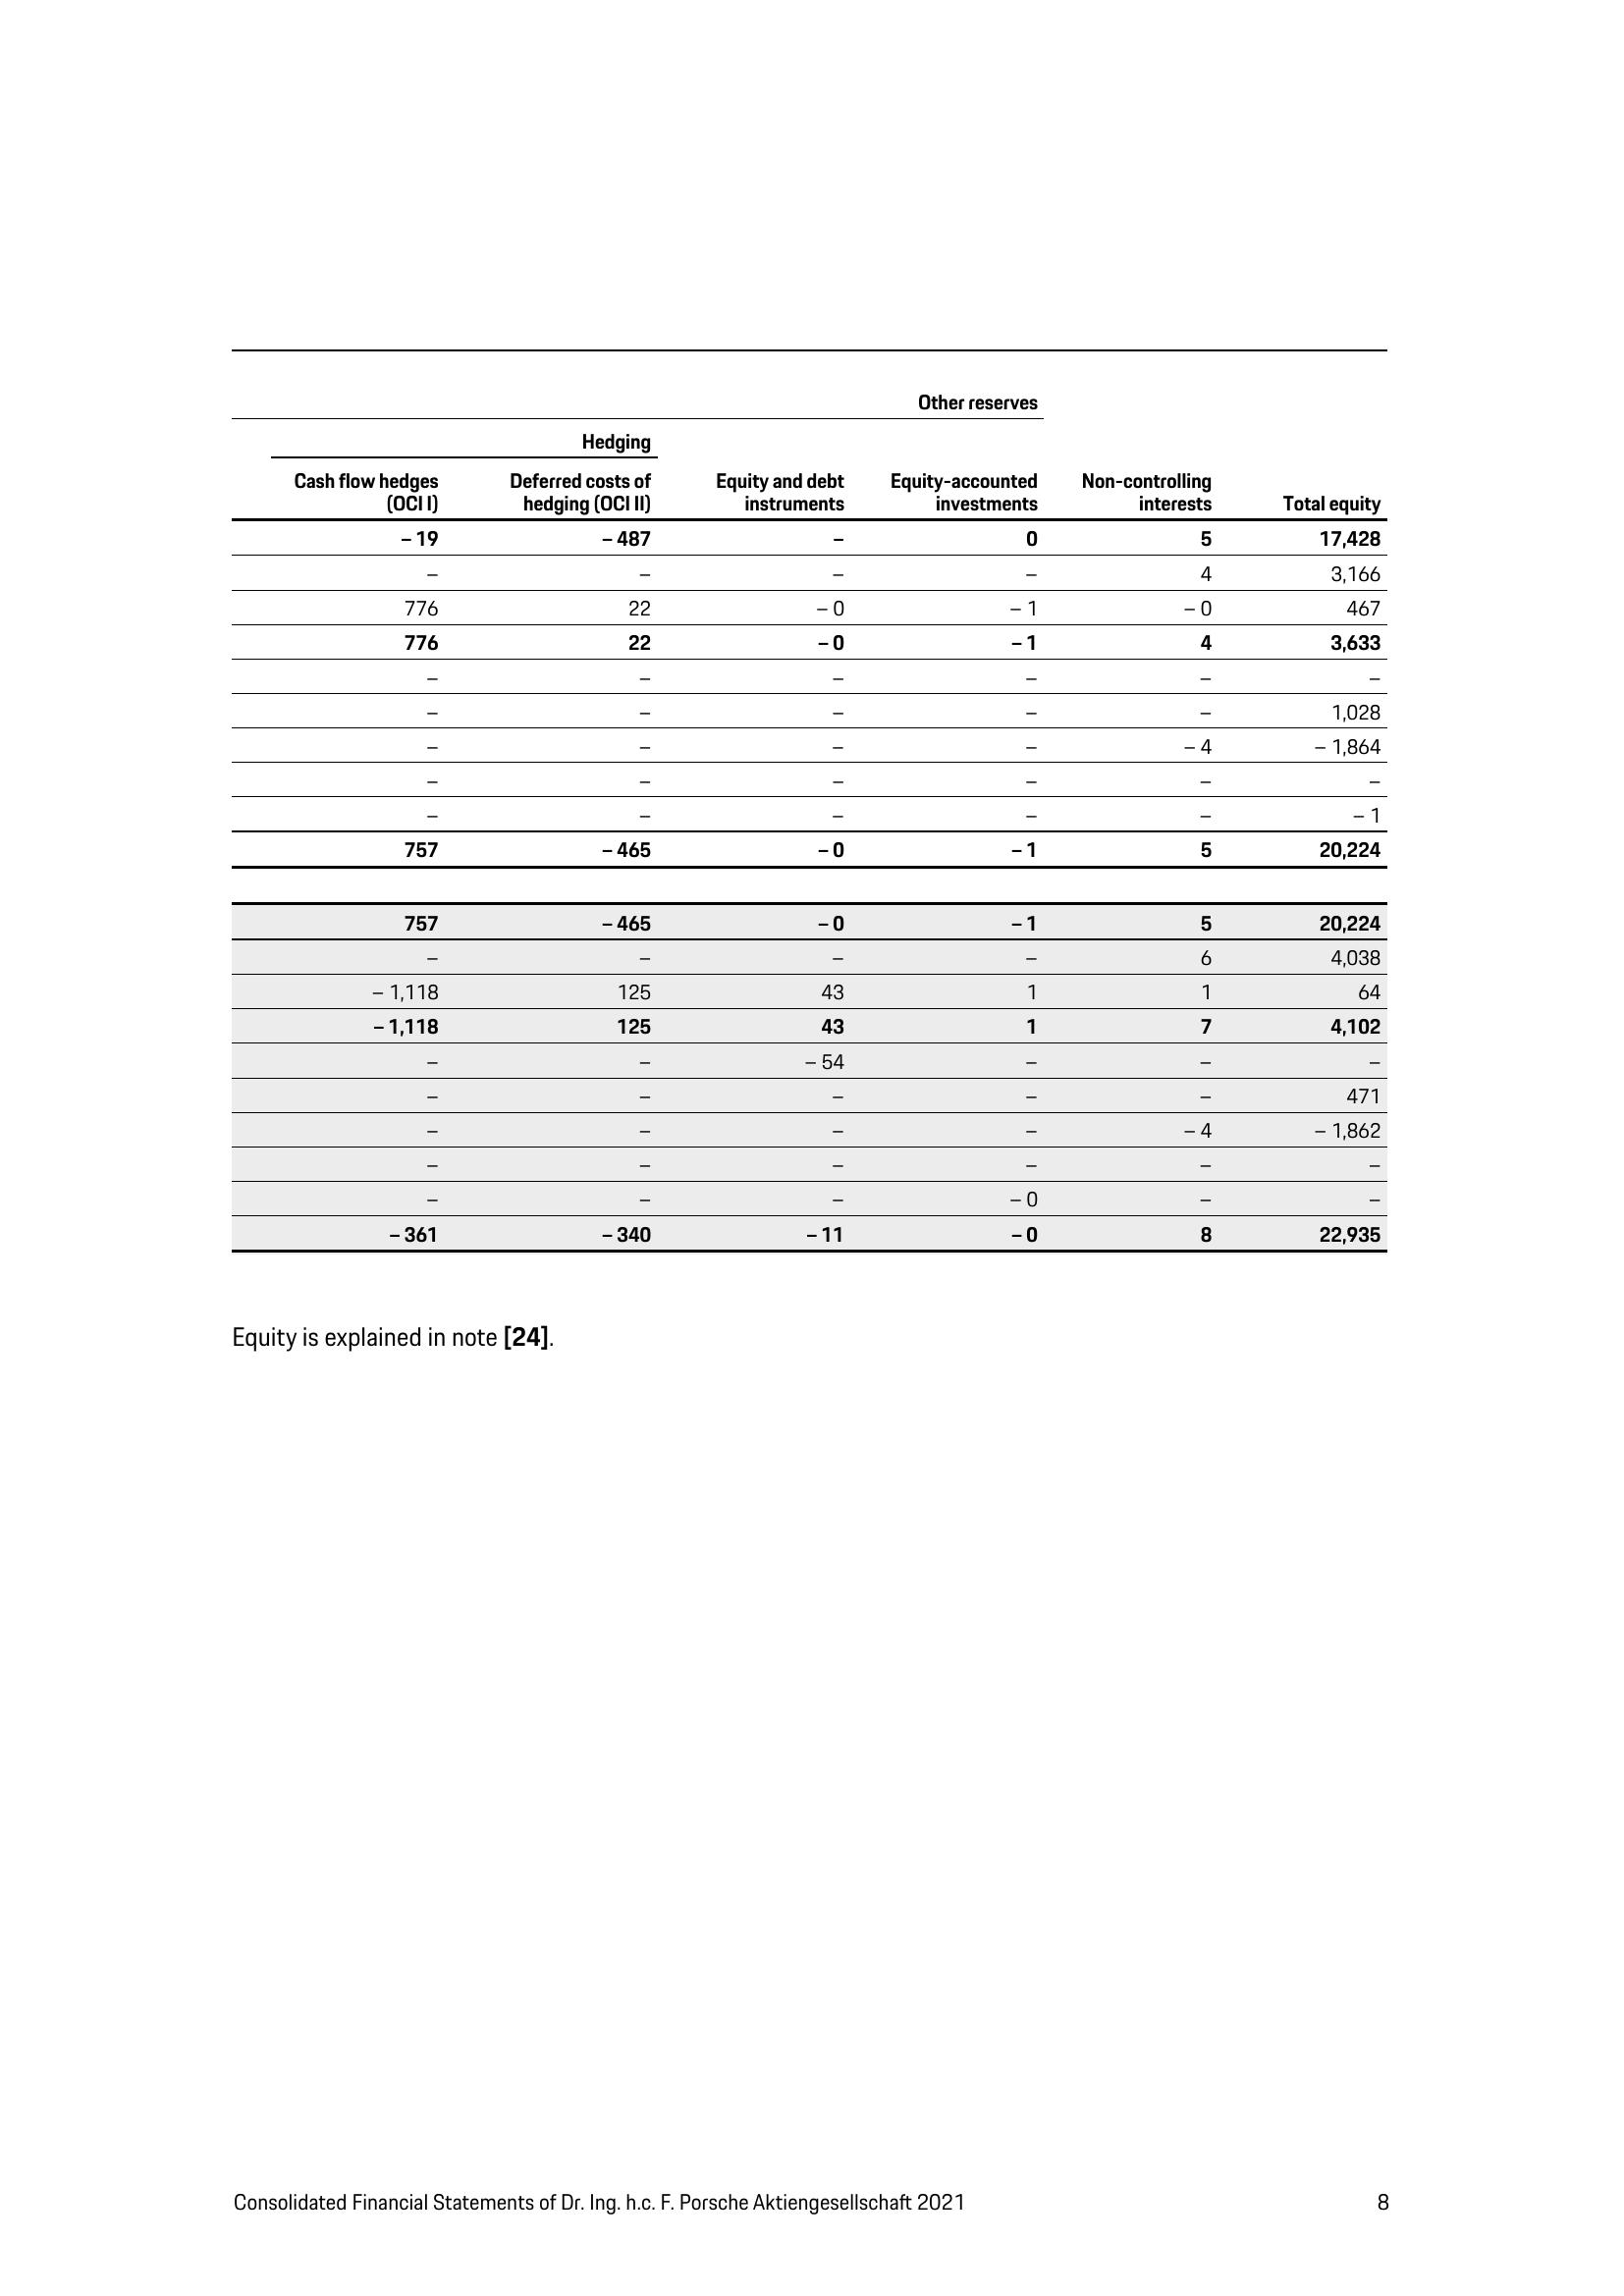 Other reserves
Hedging
Cash flow hedges (OCI I) Deferred costs of hedging (OCI II) Equity and debt instruments Equity-accounted investments Non-controlling interests Total equity
– 19 – 487 – 0 5 17,428
– – – – 4 3,166
776 22 – 0 – 1 – 0 467
776 22 – 0 – 1 4 3,633
– – – – – –
– – – – – 1,028
– – – – – 4 – 1,864
– – – – – –
– – – – – – 1
757 – 465 – 0 – 1 5 20,224
757 – 465 – 0 – 1 5 20,224
– – – – 6 4,038
– 1,118 125 43 1 1 64
– 1,118 125 43 1 7 4,102
– – – 54 – – –
– – – – – 471
– – – – – 4 – 1,862
– – – – – –
– – – – 0 – –
– 361 – 340 – 11 – 0 8 22,935
Equity is explained in note [24].
Consolidated Financial Statements of Dr. Ing. h.c. F. Porsche Aktiengesellschaft 2021 8